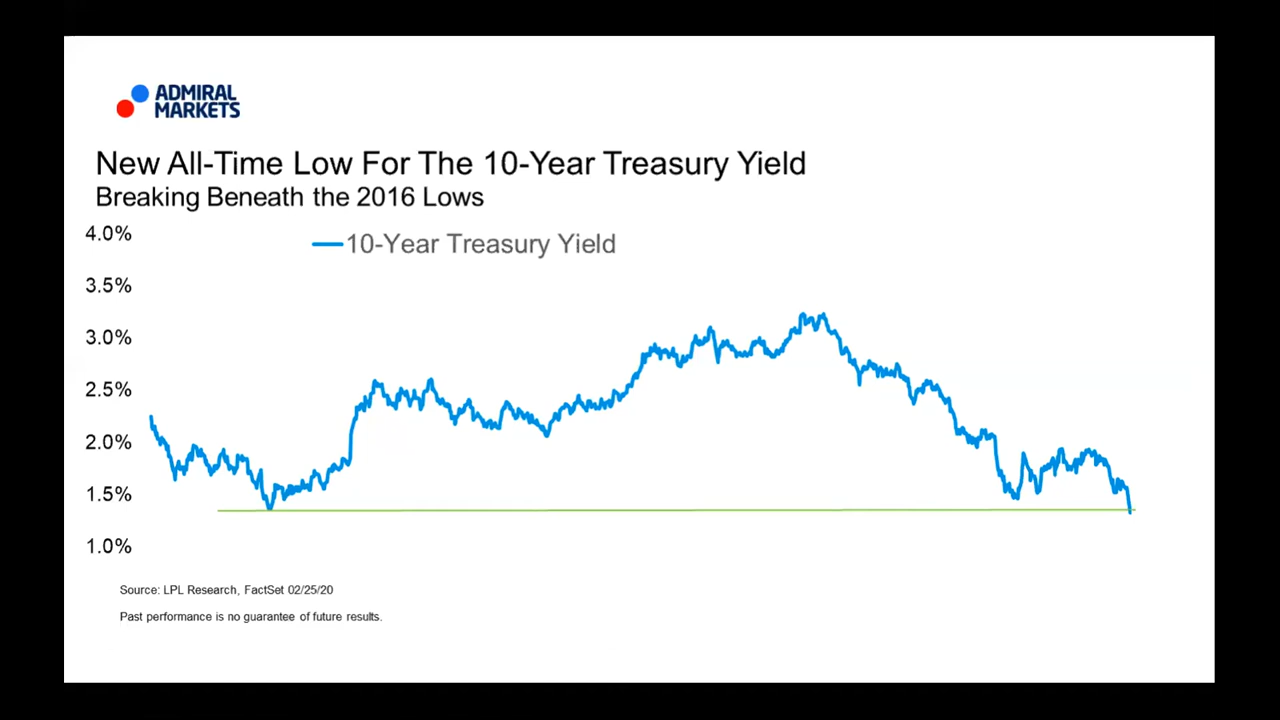 ADMIRAL
MARKETS
New All-Time Low For The 10-Year Treasury Yield
Breaking Beneath the 2016 Lows
4.0%
10-Year Treasury Yield
3.5%
3.0%
2.5%
2.0%
1.5%
1.0%
Source: LPL Research, FactSet 02/25/20
Past performance is no guarantee of future results.